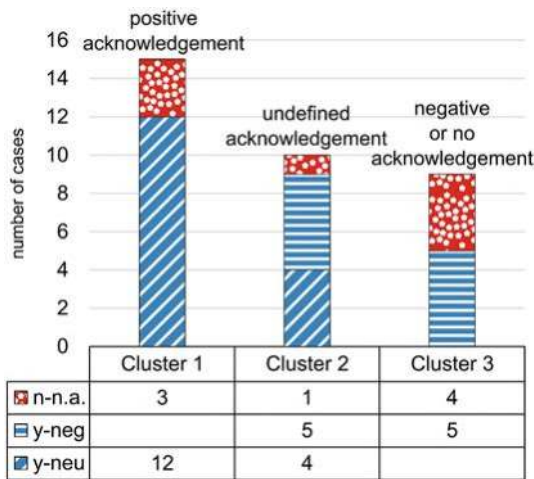 positive
acknowledgement
undefined
acknowledgement
negative
or no
acknowledgement
number of cases
16
14
12
10
8
6
4
2
0
Cluster 1 Cluster 2 Cluster 3
n-n.a. 3 1 4
y-neg 5 5
y-neu 12 4